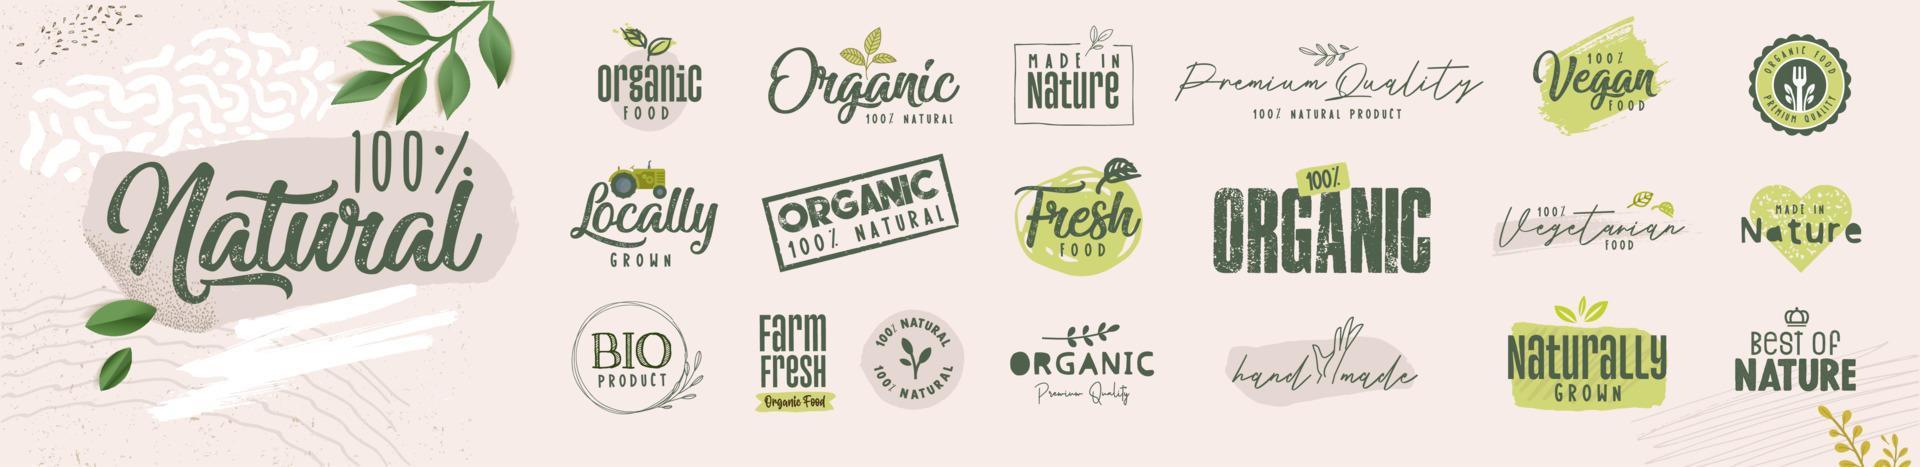 100%
Natural
Organic
FOOD
Organic
100% NATURAL
MADE IN
Nature
Premium Quality
100% NATURAL PRODUCT
100%
Vegan
FOOD
ORGANIC FOOD
PREMIUM QUALITY
Locally
GROWN
ORGANIC
100% NATURAL
Fresh
FOOD
100%
ORGANIC
100%
Vegetarian
FOOD
MADE IN
Nature
BIO
PRODUCT
Farm
Fresh
Organic Food
100% NATURAL
100% NATURAL
ORGANIC
Premium Quality
hand made
Naturally
GROWN
Best of
NATURE